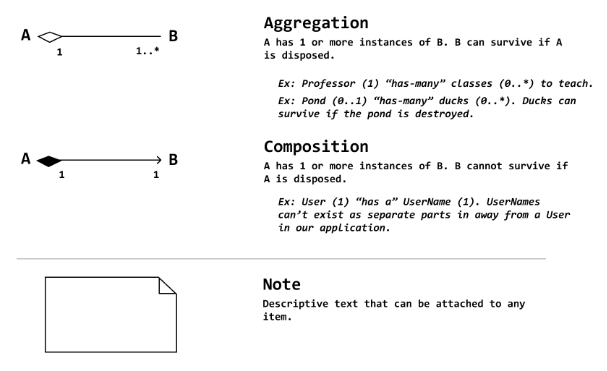 Aggregation
A B
1 1..*
A has 1 or more instances of B. B can survive if A
is disposed.
Ex: Professor (1) “has-many” classes (0..*) to teach.
Ex: Pond (0..1) “has-many” ducks (0..*). Ducks can
survive if the pond is destroyed.
Composition
A B
1 1
A has 1 or more instances of B. B cannot survive if
A is disposed.
Ex: User (1) “has a” UserName (1). UserNames
can’t exist as separate parts in away from a User
in our application.
Note
Descriptive text that can be attached to any
item.